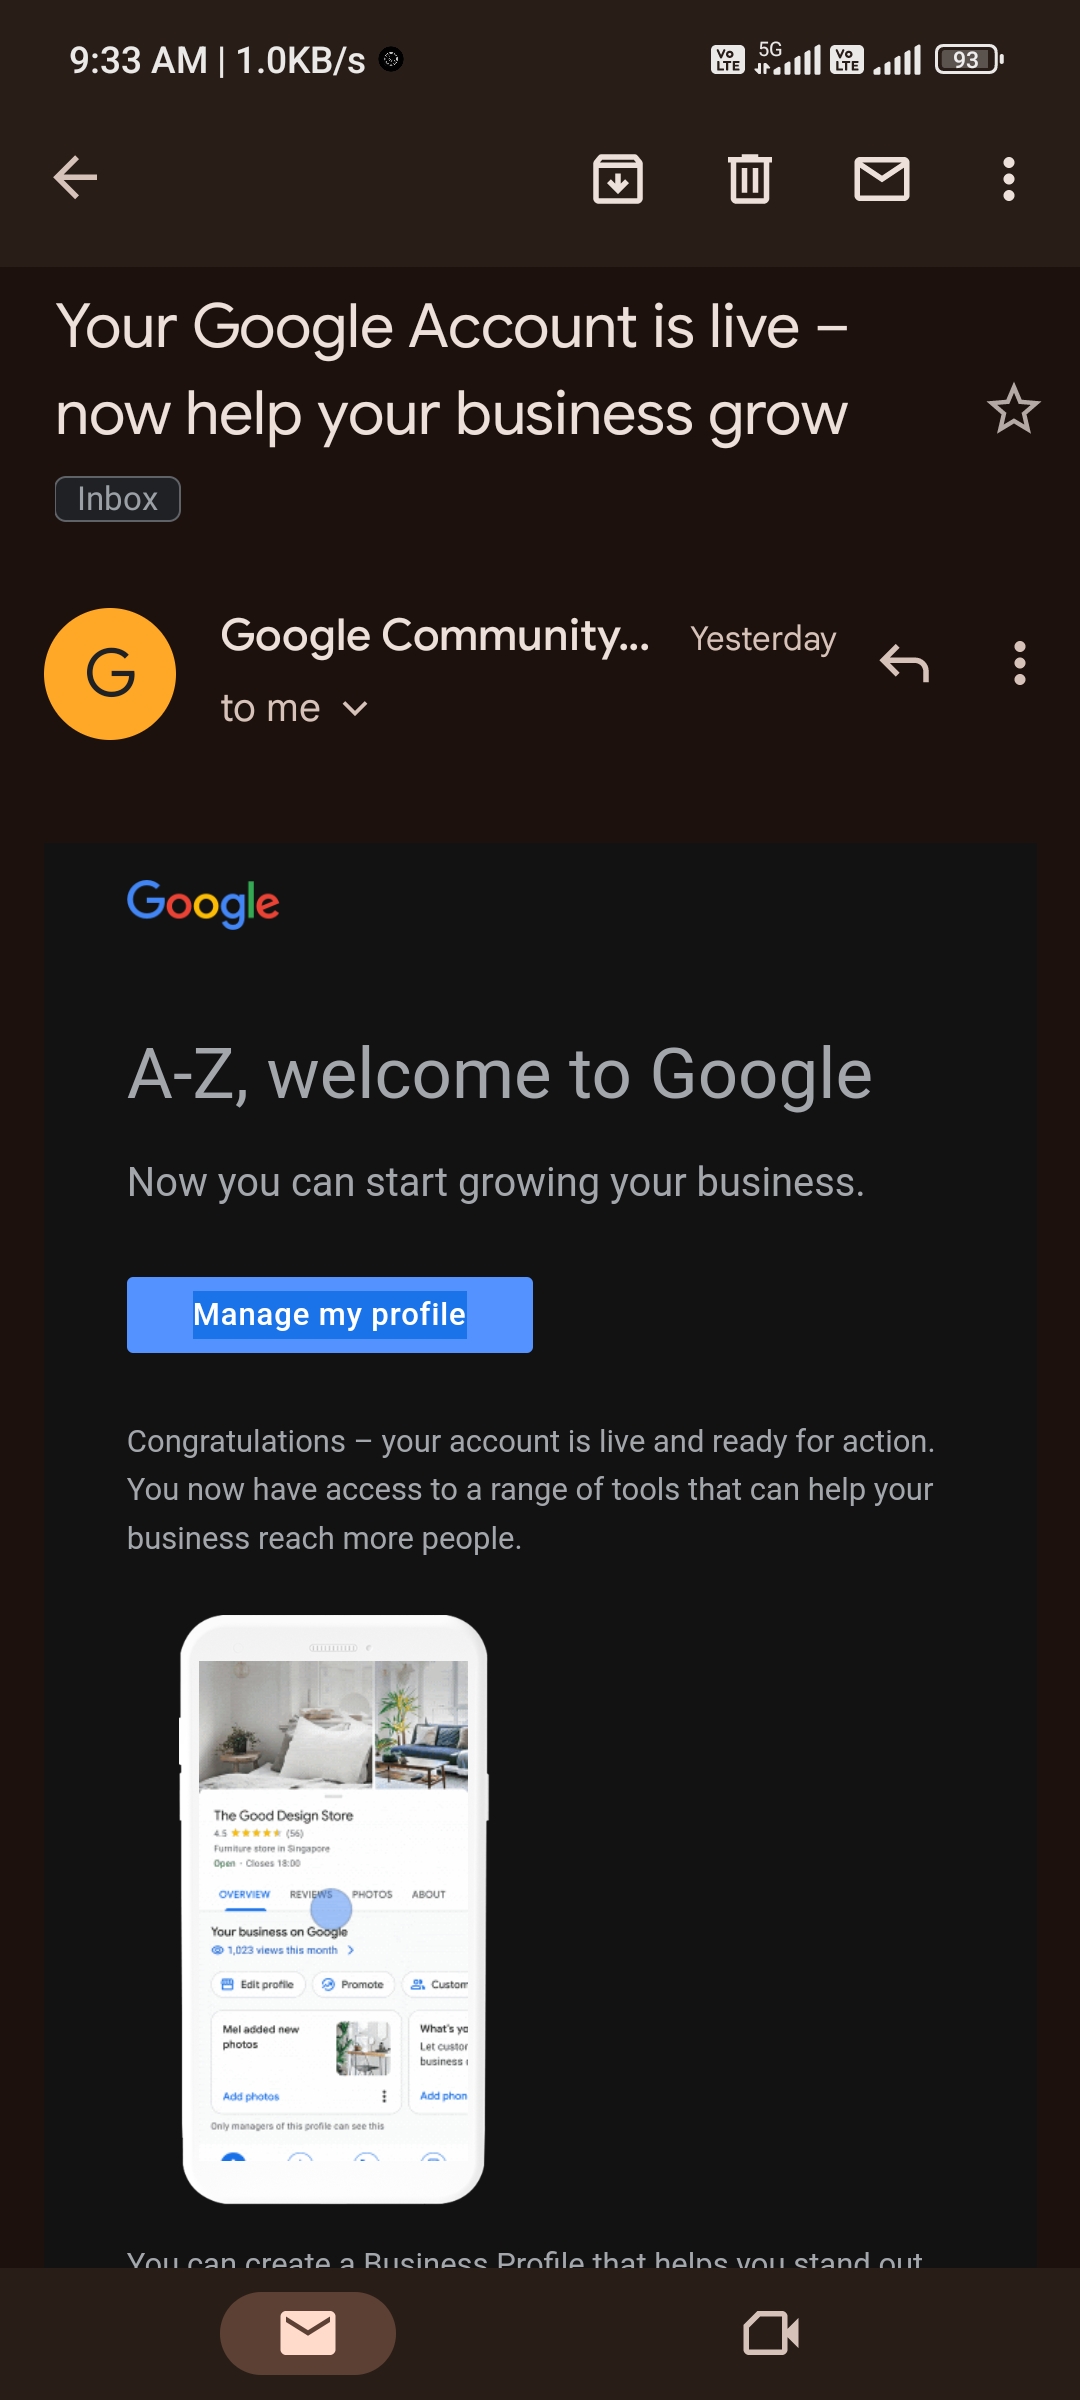 9:33 AM | 1.0KB/s
Vo LTE 5G Vo LTE 93
Your Google Account is live –
now help your business grow
Inbox
G
Google Community... Yesterday
to me
Google
A-Z, welcome to Google
Now you can start growing your business.
Manage my profile
Congratulations – your account is live and ready for action.
You now have access to a range of tools that can help your
business reach more people.
The Good Design Store
4.5 (56)
Furniture store in Singapore
Open · Closes 18:00
OVERVIEW REVIEWS PHOTOS ABOUT
Your business on Google
1,023 views this month
Edit profile Promote Custom
Mel added new
photos
Add photos
What's yo
Let custor
business
Add phon
Only managers of this profile can see this
You can create a Business Profile that helps you stand out